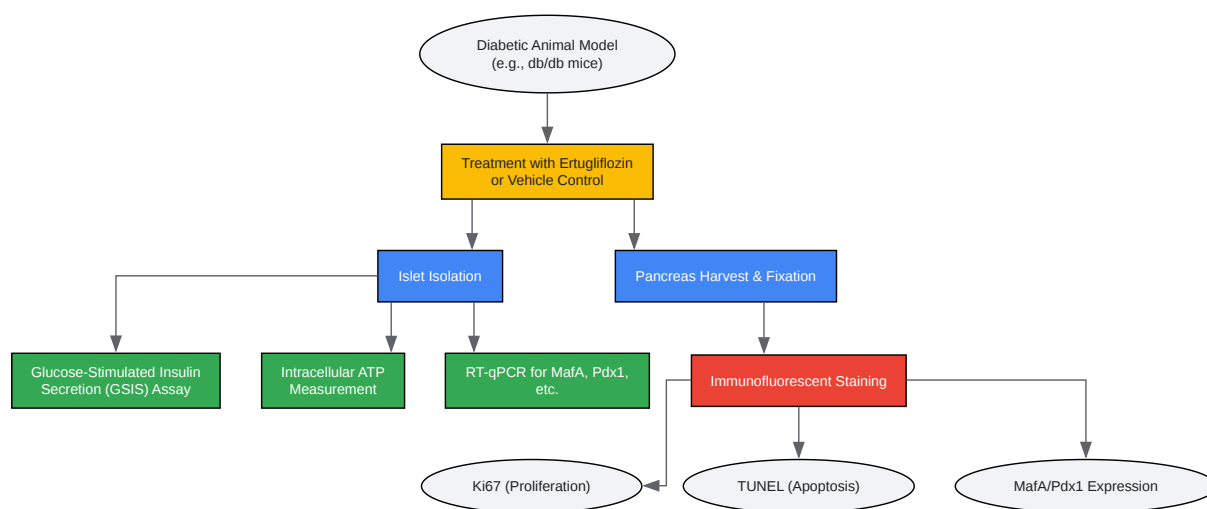 Diabetic Animal Model
(e.g., db/db mice)
Treatment with Ertugliflozin
or Vehicle Control
Islet Isolation
Pancreas Harvest & Fixation
Glucose-Stimulated Insulin
Secretion (GSIS) Assay
Intracellular ATP
Measurement
RT-qPCR for MafA, Pdx1,
etc.
Immunofluorescent Staining
Ki67 (Proliferation)
TUNEL (Apoptosis)
MafA/Pdx1 Expression